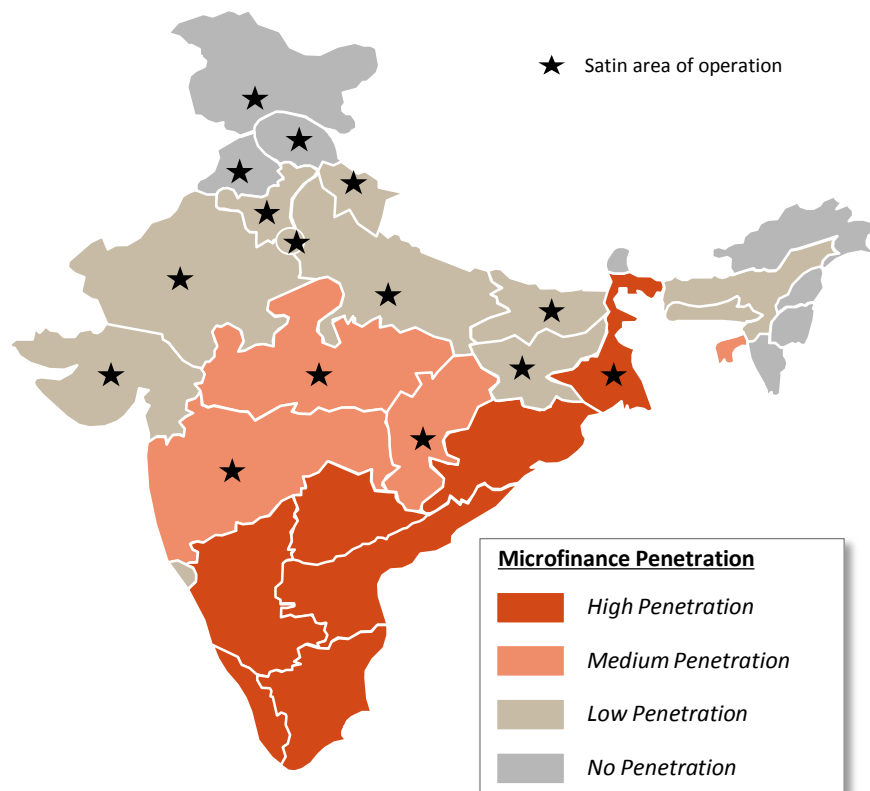 Satin area of operation
Microfinance Penetration
High Penetration
Medium Penetration
Low Penetration
No Penetration